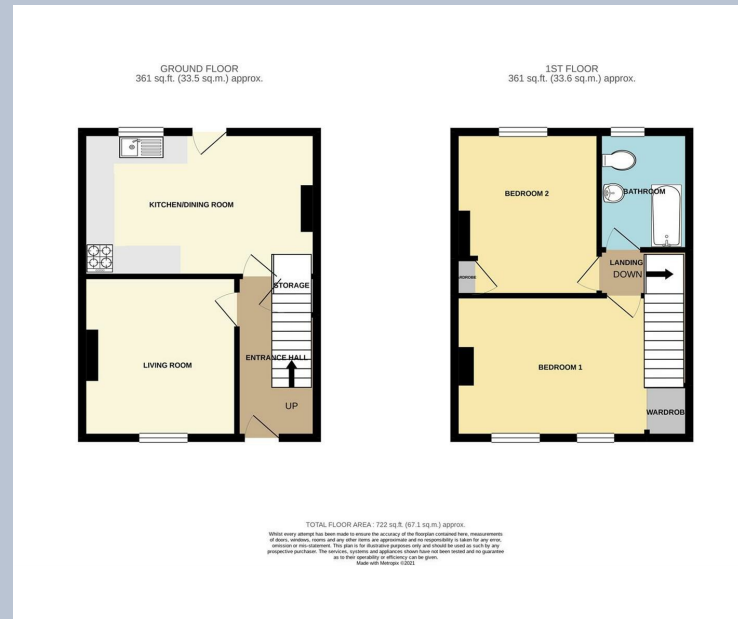 GROUND FLOOR
361 sq.ft. (33.5 sq.m.) approx.
KITCHEN/DINING ROOM
STORAGE
LIVING ROOM
ENTRANCE HALL
UP
1ST FLOOR
361 sq.ft. (33.6 sq.m.) approx.
BEDROOM 2
BATHROOM
LANDING
DOWN
BEDROOM 1
WARDROB
TOTAL FLOOR AREA : 722 sq.ft. (67.1 sq.m.) approx.
Whilst every attempt has been made to ensure the accuracy of the floorplan contained here, measurements
of doors, windows, rooms and any other items are approximate and no responsibility is taken for any error,
omission or mis-statement. This plan is for illustrative purposes only and should be used as such by any
prospective purchaser. The services, systems and appliances shown have not been tested and no guarantee
as to their operability or efficiency can be given.
Made with Metropix ©2021